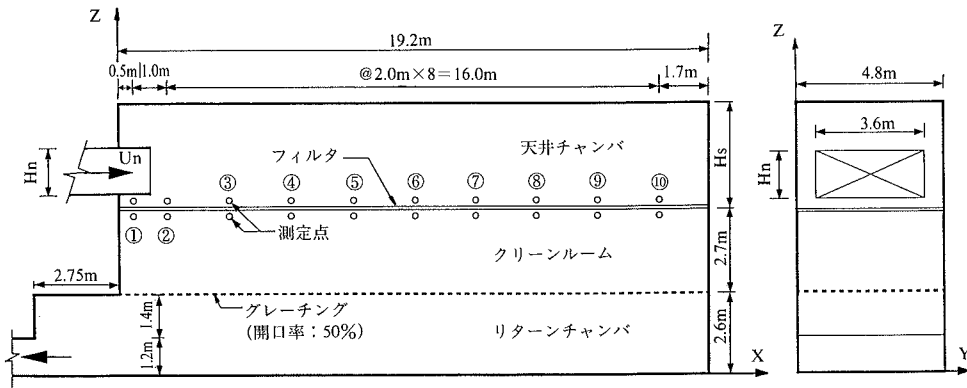 Z
19.2m
0.5m
1.0m
@2.0m×8=16.0m
1.7m
Un
Hn
フィルタ
天井チャンバ
Hs
③ ④ ⑤ ⑥ ⑦ ⑧ ⑨ ⑩
① ②
測定点
クリーンルーム
2.7m
2.75m
グレーチング
(開口率：50%)
リターンチャンバ
1.4m
1.2m
2.6m
X
Z
4.8m
3.6m
Hn
Y